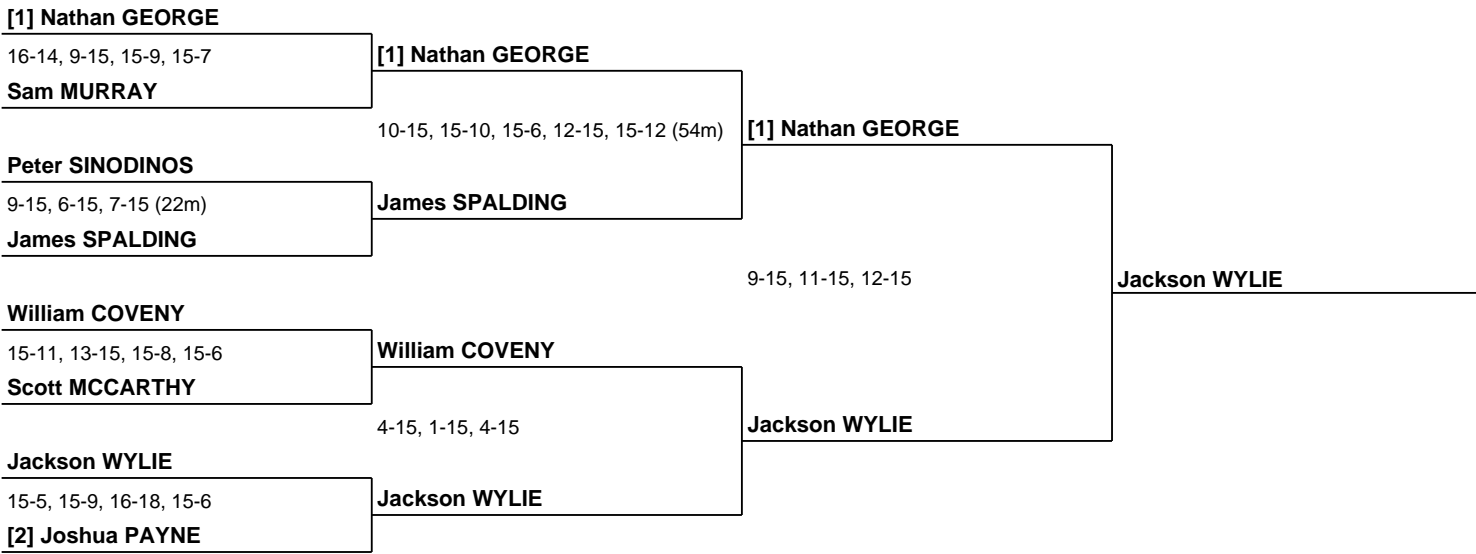 [1] Nathan GEORGE
16-14, 9-15, 15-9, 15-7
[1] Nathan GEORGE
Sam MURRAY
10-15, 15-10, 15-6, 12-15, 15-12 (54m)
[1] Nathan GEORGE
Peter SINODINOS
9-15, 6-15, 7-15 (22m)
James SPALDING
James SPALDING
9-15, 11-15, 12-15
Jackson WYLIE
William COVENY
15-11, 13-15, 15-8, 15-6
William COVENY
Scott MCCARTHY
4-15, 1-15, 4-15
Jackson WYLIE
Jackson WYLIE
15-5, 15-9, 16-18, 15-6
Jackson WYLIE
[2] Joshua PAYNE